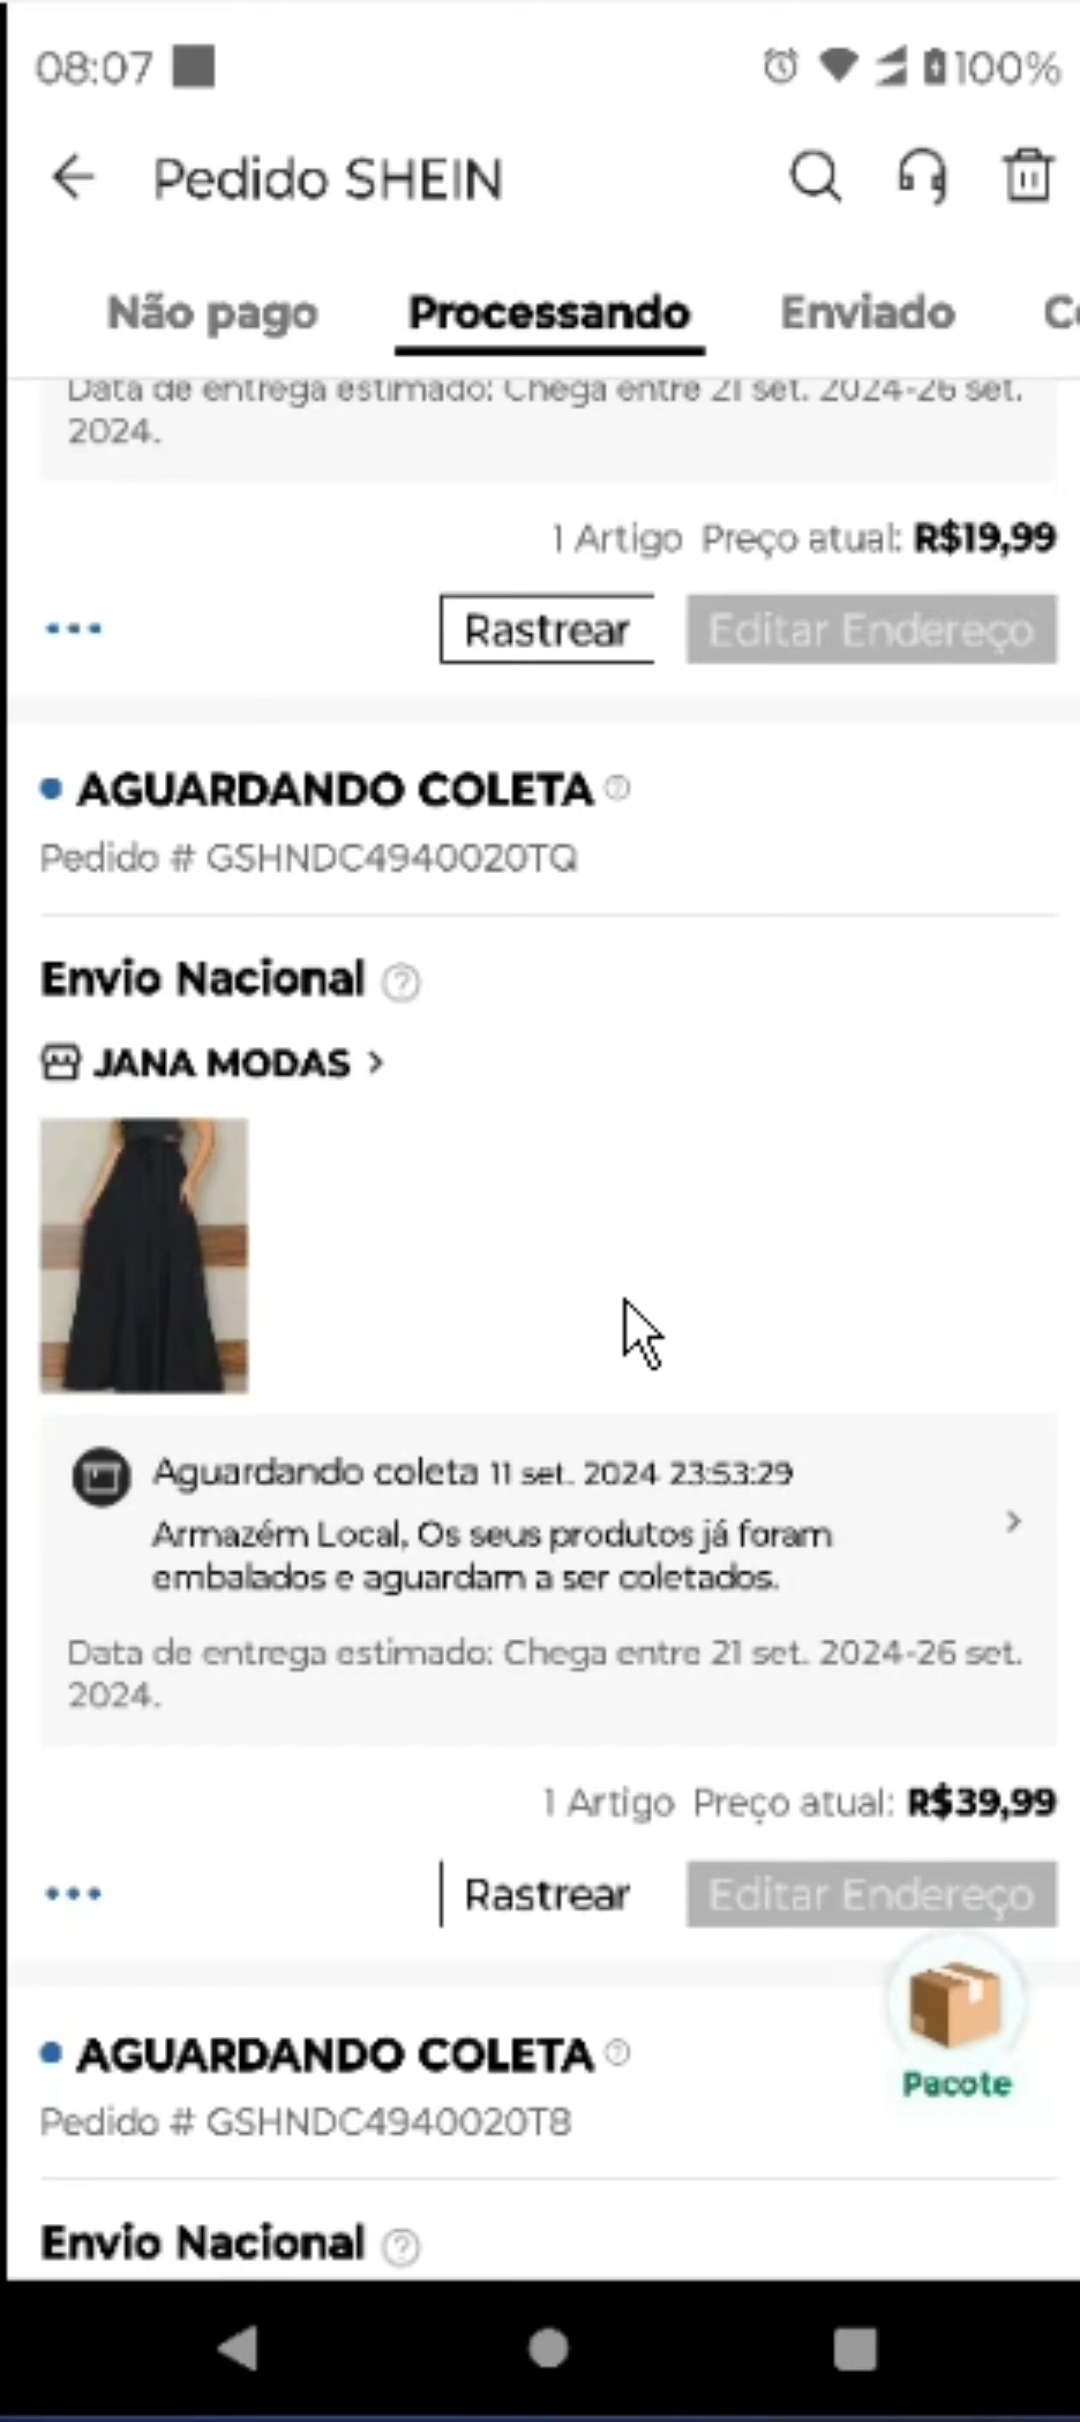 08:07
100%
Pedido SHEIN
Não pago
Processando
Enviado
Data de entrega estimado: Chega entre 21 set. 2024-26 set.
2024.
1 Artigo Preço atual: R$19,99
Rastrear
Editar Endereço
AGUARDANDO COLETA
Pedido # GSHNDC4940020TQ
Envio Nacional
JANA MODAS >
Aguardando coleta 11 set. 2024 23:53:29
Armazém Local, Os seus produtos já foram
embalados e aguardam a ser coletados.
Data de entrega estimado: Chega entre 21 set. 2024-26 set.
2024.
1 Artigo Preço atual: R$39,99
Rastrear
Editar Endereço
Pacote
AGUARDANDO COLETA
Pedido # GSHNDC4940020T8
Envio Nacional